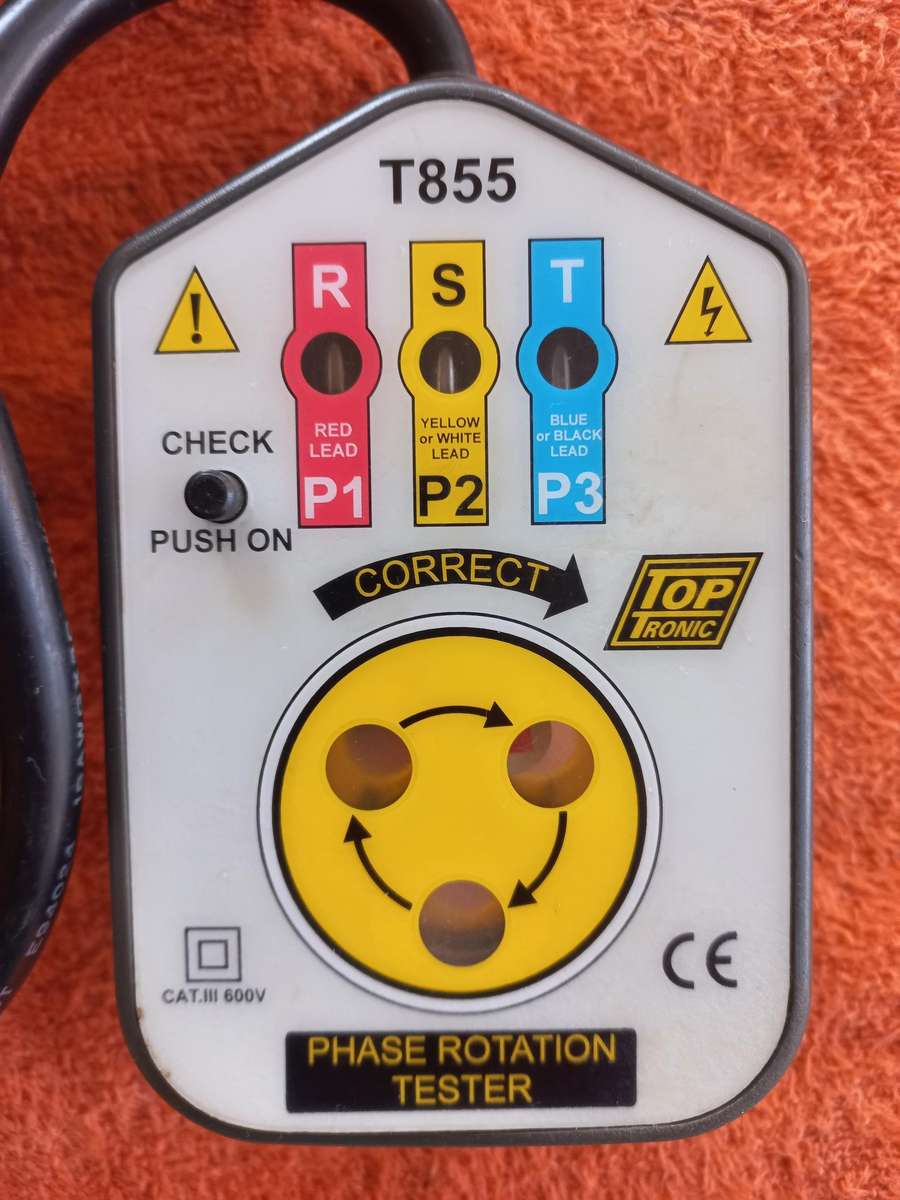 T855
R S T
!
RED
LEAD
YELLOW
or WHITE
LEAD
BLUE
or BLACK
LEAD
P1 P2 P3
CHECK
PUSH ON
CORRECT
TOP
TRONIC
CAT.III 600V
CE
PHASE ROTATION
TESTER